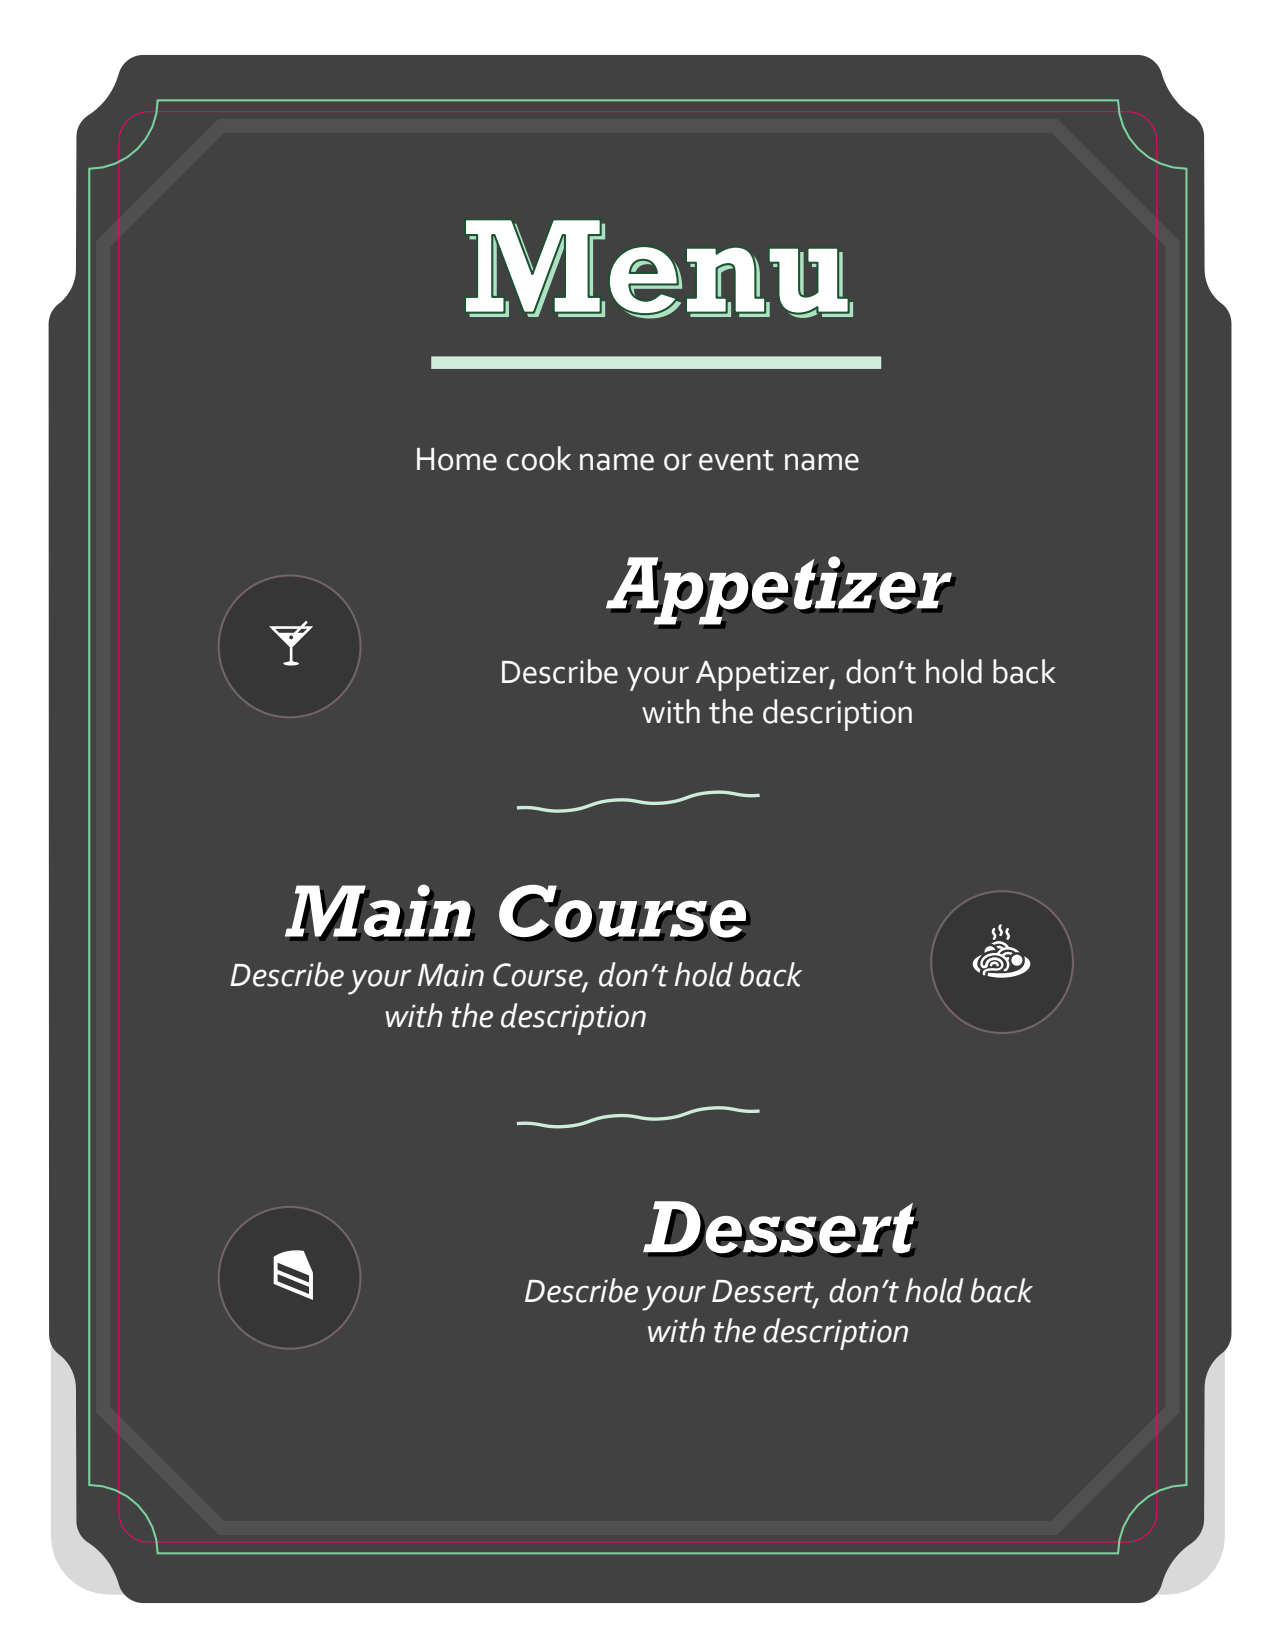 Menu
Home cook name or event name
Appetizer
Describe your Appetizer, don’t hold back
with the description
Main Course
Describe your Main Course, don’t hold back
with the description
Dessert
Describe your Dessert, don’t hold back
with the description